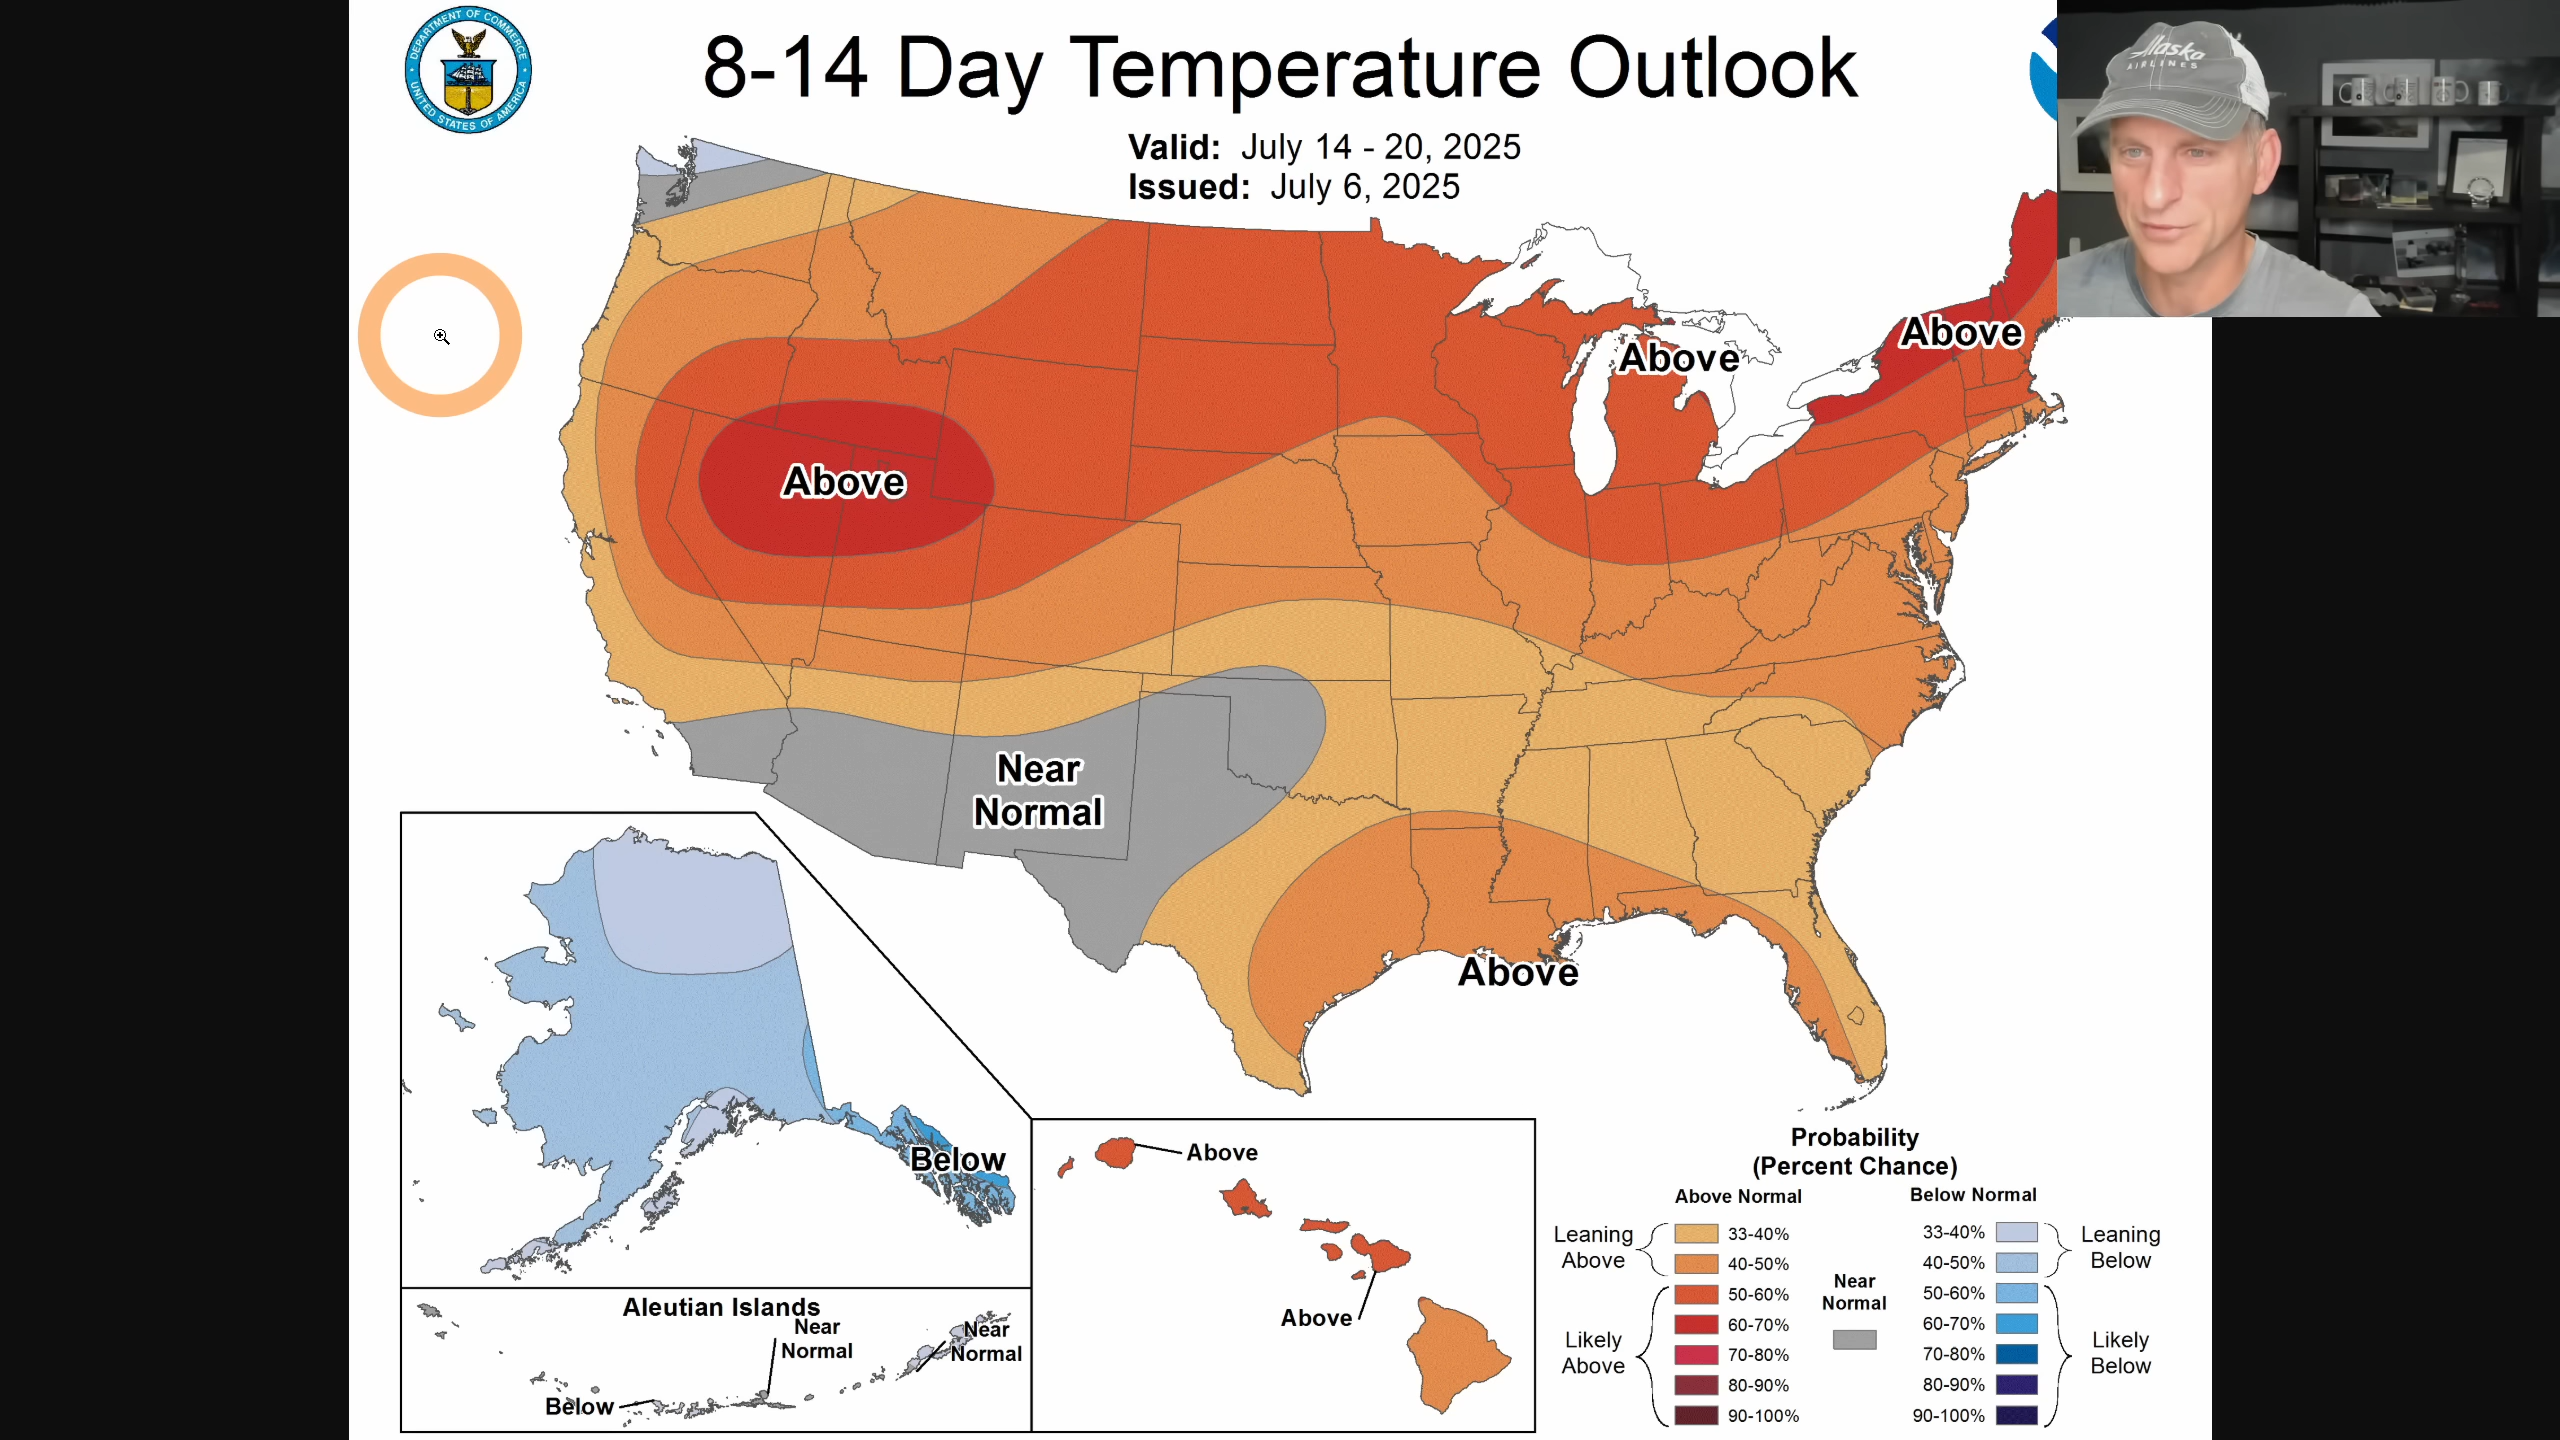 DEPARTMENT OF COMMERCE
UNITED STATES OF AMERICA
8-14 Day Temperature Outlook
Valid: July 14 - 20, 2025
Issued: July 6, 2025
Alaska
AIRLINES
Above
Above
Above
Near
Normal
Above
Below
Aleutian Islands
Near
Normal
Near
Normal
Below
Above
Above
Probability
(Percent Chance)
Above Normal
Below Normal
Leaning
Above
33-40%
40-50%
Likely
Above
50-60%
60-70%
70-80%
80-90%
90-100%
Near
Normal
33-40%
40-50%
Leaning
Below
50-60%
60-70%
70-80%
80-90%
90-100%
Likely
Below